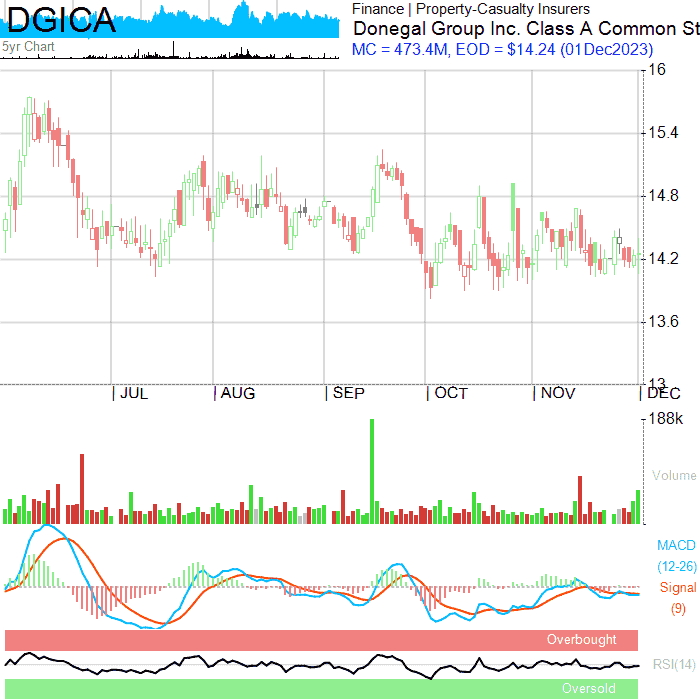 DGICA
5yr Chart
Finance | Property-Casualty Insurers
Donegal Group Inc. Class A Common St
MC = 473.4M, EOD = $14.24 (01Dec2023)
16
15.4
14.8
14.2
13.6
13
JUL AUG SEP OCT NOV DEC
188k
Volume
MACD
(12-26)
Signal
(9)
Overbought
RSI(14)
Oversold